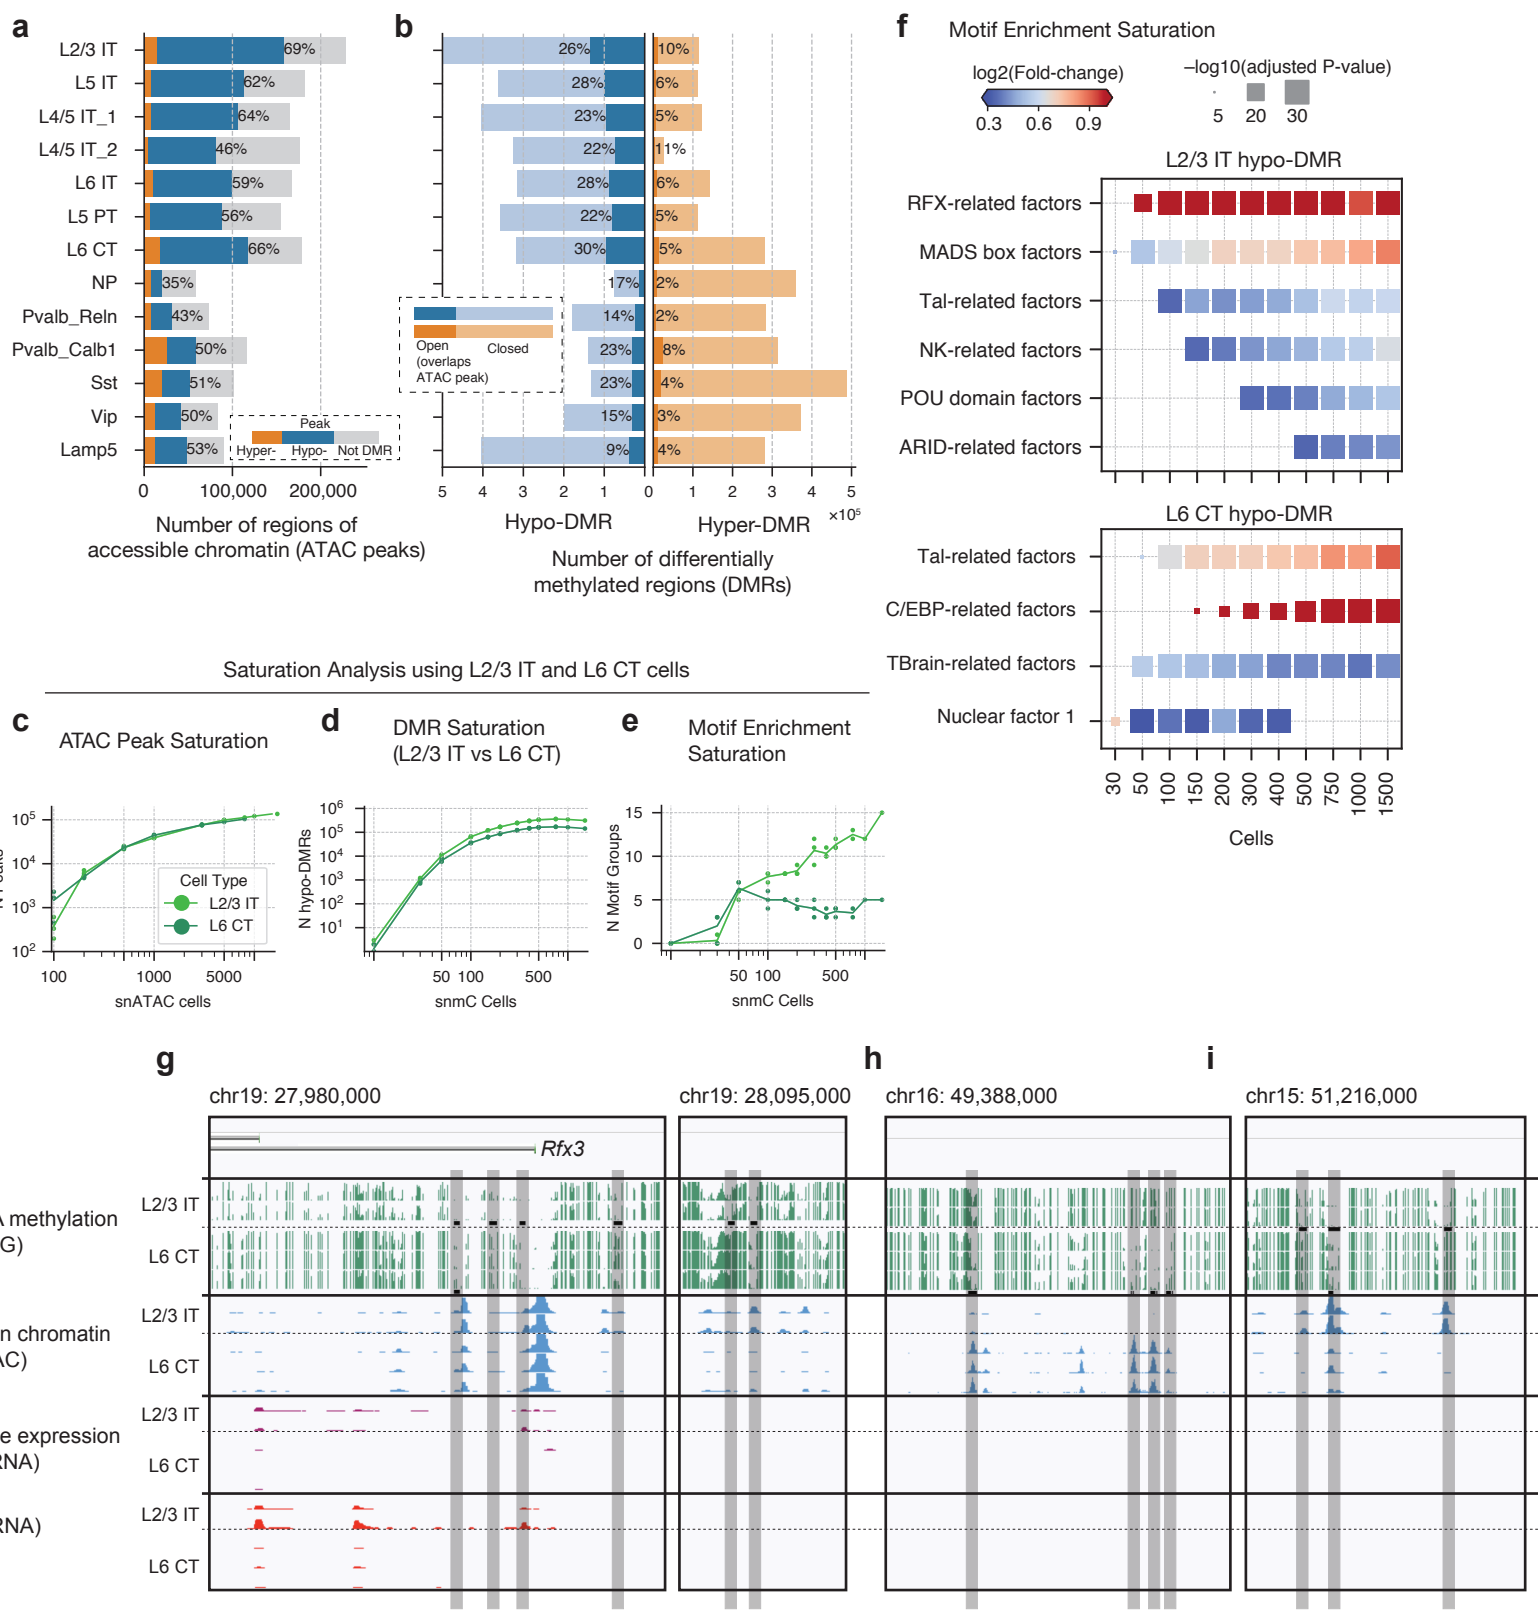 a
L2/3 IT
L5 IT
L4/5 IT_1
L4/5 IT_2
L6 IT
L5 PT
L6 CT
NP
Pvalb_Reln
Pvalb_Calb1
Sst
Vip
Lamp5
69%
62%
64%
46%
59%
56%
66%
35%
43%
50%
51%
50%
53%
Peak
Hyper- Hypo- Not DMR
0 100,000 200,000
Number of regions of
accessible chromatin (ATAC peaks)
b
26% 10%
28% 6%
23% 5%
22% 11%
28% 6%
22% 5%
30% 5%
17% 2%
14% 2%
23% 8%
23% 4%
15% 3%
9% 4%
Open
(overlaps
ATAC peak)
Closed
5 4 3 2 1 0 1 2 3 4 5
×10⁵
Hypo-DMR Hyper-DMR
Number of differentially
methylated regions (DMRs)
f
Motif Enrichment Saturation
log2(Fold-change)
0.3 0.6 0.9
–log10(adjusted P-value)
5 20 30
L2/3 IT hypo-DMR
RFX-related factors
MADS box factors
Tal-related factors
NK-related factors
POU domain factors
ARID-related factors
L6 CT hypo-DMR
Tal-related factors
C/EBP-related factors
TBrain-related factors
Nuclear factor 1
30 50 100 150 200 300 400 500 750 1000 1500
Cells
Saturation Analysis using L2/3 IT and L6 CT cells
c
ATAC Peak Saturation
10⁵
10⁴
10³
10²
100 1000 5000
snATAC cells
Cell Type
L2/3 IT
L6 CT
d
DMR Saturation
(L2/3 IT vs L6 CT)
N hypo-DMRs
10⁶
10⁵
10⁴
10³
10²
10¹
50 100 500
snmC Cells
e
Motif Enrichment
Saturation
N Motif Groups
15
10
5
0
50 100 500
snmC Cells
g
chr19: 27,980,000
chr19: 28,095,000
h
chr16: 49,388,000
i
chr15: 51,216,000
Rfx3
methylation
G)
L2/3 IT
L6 CT
n chromatin
AC)
L2/3 IT
L6 CT
e expression
RNA)
L2/3 IT
L6 CT
RNA)
L2/3 IT
L6 CT